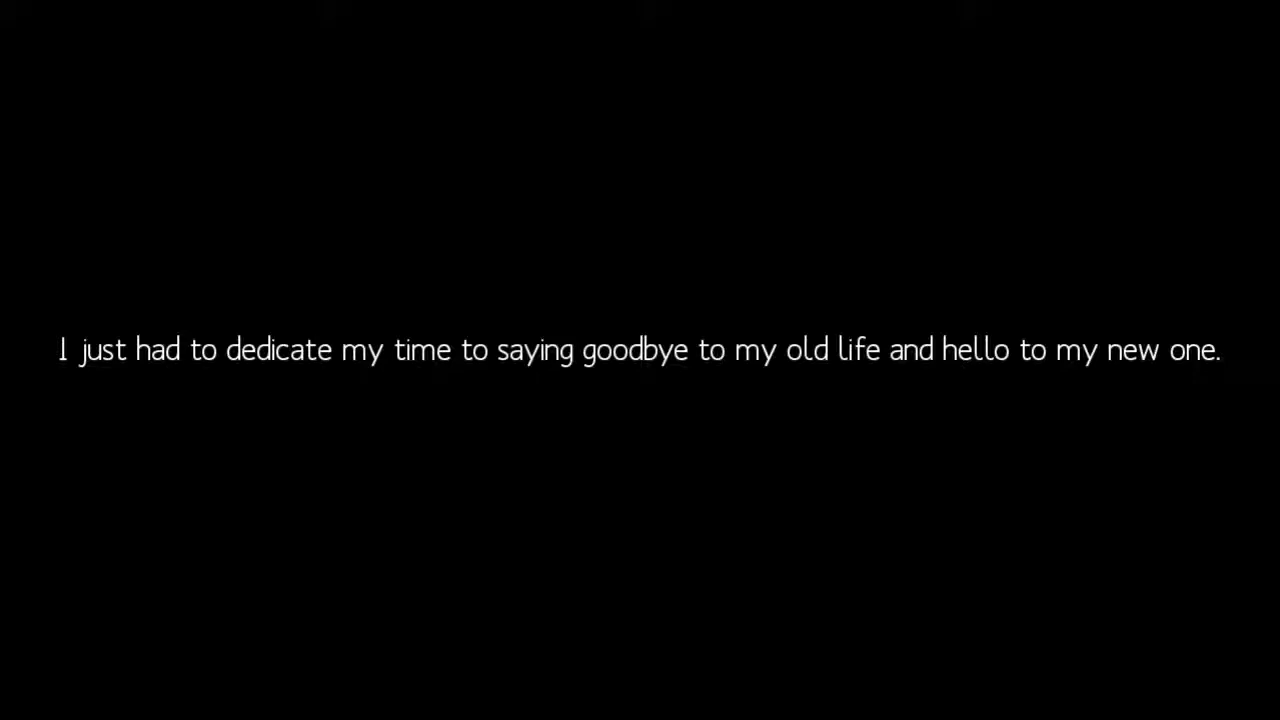 I just had to dedicate my time to saying goodbye to my old life and hello to my new one.